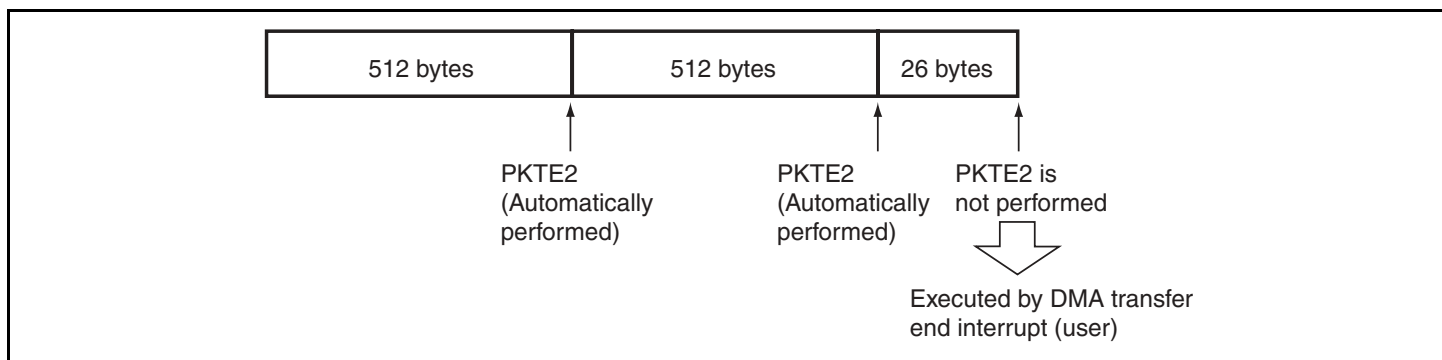 512 bytes
512 bytes
26 bytes
PKTE2
(Automatically
performed)
PKTE2
(Automatically
performed)
PKTE2 is
not performed
Executed by DMA transfer
end interrupt (user)